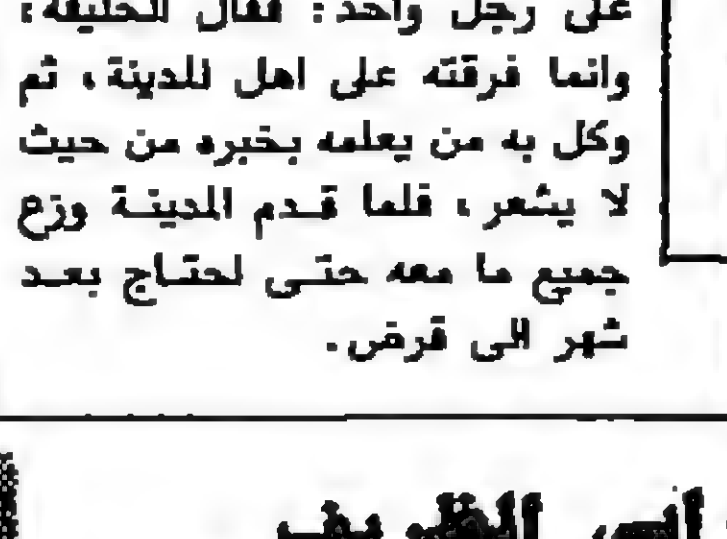 على رجل واحد: فقال الخليفة:
وانما فرقته على اهل المدينة، ثم
وكل به من يعلمه بخبره من حيث
لا يشعر، فلما قدم المدينة وزع
جميع ما معه حتى احتاج بعد
شهر الى قرض.